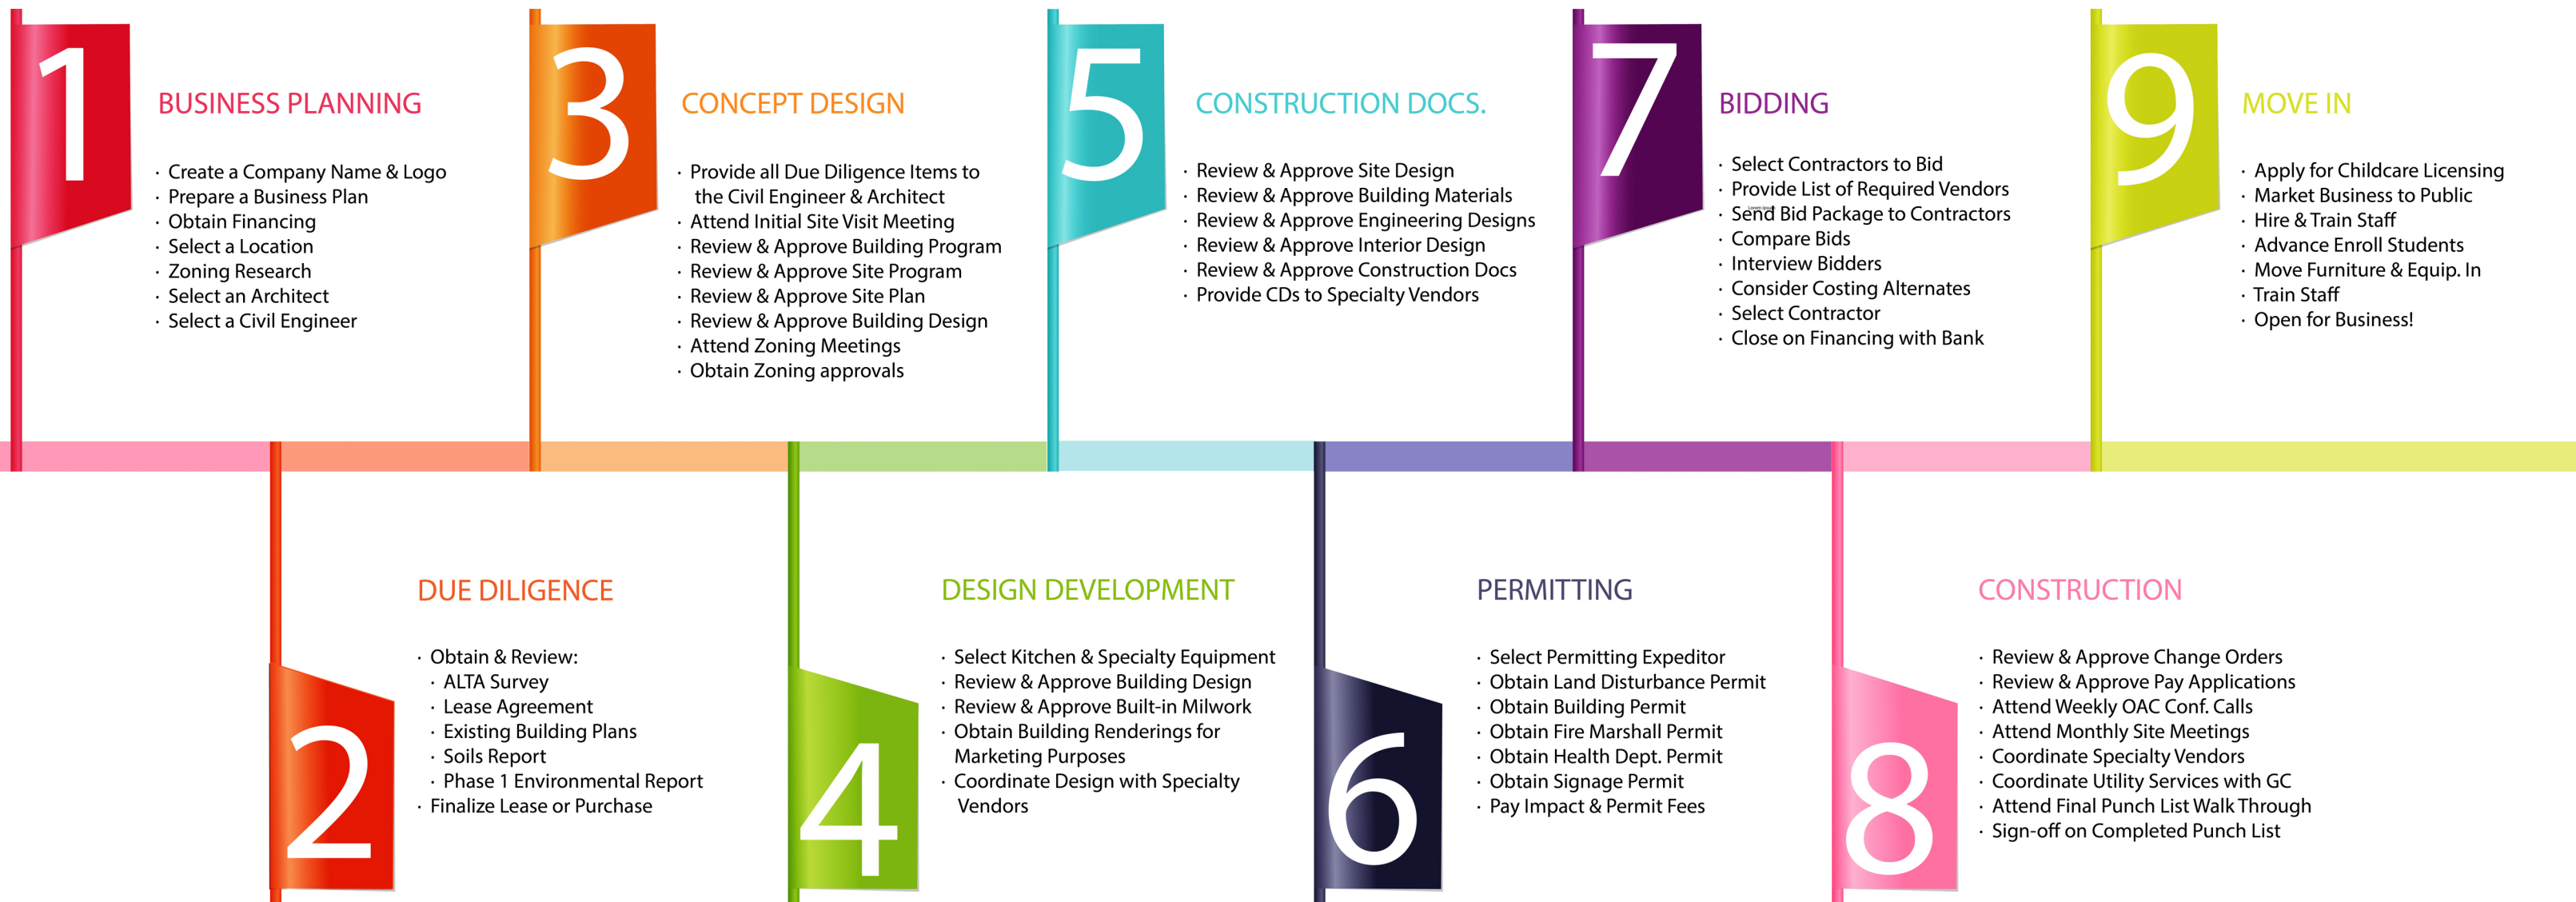 1
BUSINESS PLANNING
· Create a Company Name & Logo
· Prepare a Business Plan
· Obtain Financing
· Select a Location
· Zoning Research
· Select an Architect
· Select a Civil Engineer
2
DUE DILIGENCE
· Obtain & Review:
· ALTA Survey
· Lease Agreement
· Existing Building Plans
· Soils Report
· Phase 1 Environmental Report
· Finalize Lease or Purchase
3
CONCEPT DESIGN
· Provide all Due Diligence Items to
the Civil Engineer & Architect
· Attend Initial Site Visit Meeting
· Review & Approve Building Program
· Review & Approve Site Program
· Review & Approve Site Plan
· Review & Approve Building Design
· Attend Zoning Meetings
· Obtain Zoning approvals
4
DESIGN DEVELOPMENT
· Select Kitchen & Specialty Equipment
· Review & Approve Building Design
· Review & Approve Built-in Milwork
· Obtain Building Renderings for
Marketing Purposes
· Coordinate Design with Specialty
Vendors
5
CONSTRUCTION DOCS.
· Review & Approve Site Design
· Review & Approve Building Materials
· Review & Approve Engineering Designs
· Review & Approve Interior Design
· Review & Approve Construction Docs
· Provide CDs to Specialty Vendors
6
PERMITTING
· Select Permitting Expeditor
· Obtain Land Disturbance Permit
· Obtain Building Permit
· Obtain Fire Marshall Permit
· Obtain Health Dept. Permit
· Obtain Signage Permit
· Pay Impact & Permit Fees
7
BIDDING
· Select Contractors to Bid
· Provide List of Required Vendors
Lorem ipsum
· Send Bid Package to Contractors
· Compare Bids
· Interview Bidders
· Consider Costing Alternates
· Select Contractor
· Close on Financing with Bank
8
CONSTRUCTION
· Review & Approve Change Orders
· Review & Approve Pay Applications
· Attend Weekly OAC Conf. Calls
· Attend Monthly Site Meetings
· Coordinate Specialty Vendors
· Coordinate Utility Services with GC
· Attend Final Punch List Walk Through
· Sign-off on Completed Punch List
9
MOVE IN
· Apply for Childcare Licensing
· Market Business to Public
· Hire & Train Staff
· Advance Enroll Students
· Move Furniture & Equip. In
· Train Staff
· Open for Business!